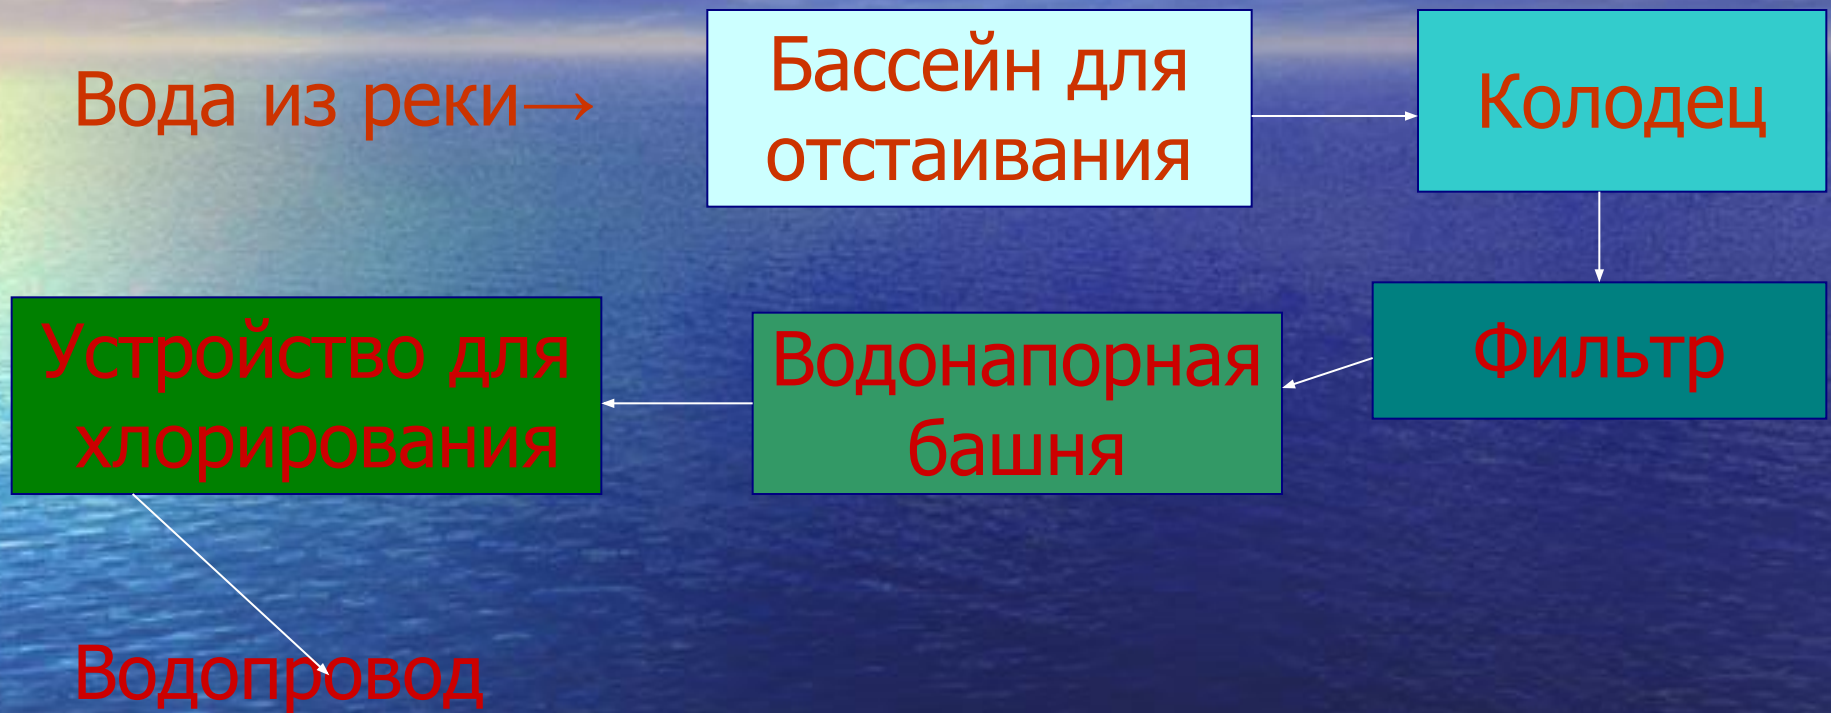 Вода из реки→
Бассейн для
отстаивания
Колодец
Фильтр
Водонапорная
башня
Устройство для
хлорирования
Водопровод